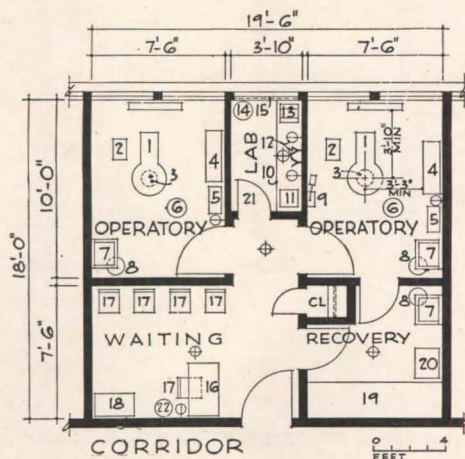 19'-6"
7'-6" 3'-10" 7'-6"
18'-0"
10'-0"
7'-6"
1
2
3
4
5
6
OPERATORY
7
8
14 15 13
LAB
12
10
11
21
9
1
2
3
4
5
6
3'-10"
MIN
3'-3"
MIN
OPERATORY
7
8
17 17 17 17
WAITING
17 16
18
22
CL
RECOVERY
8
7
20
19
CORRIDOR
0 4
FEET